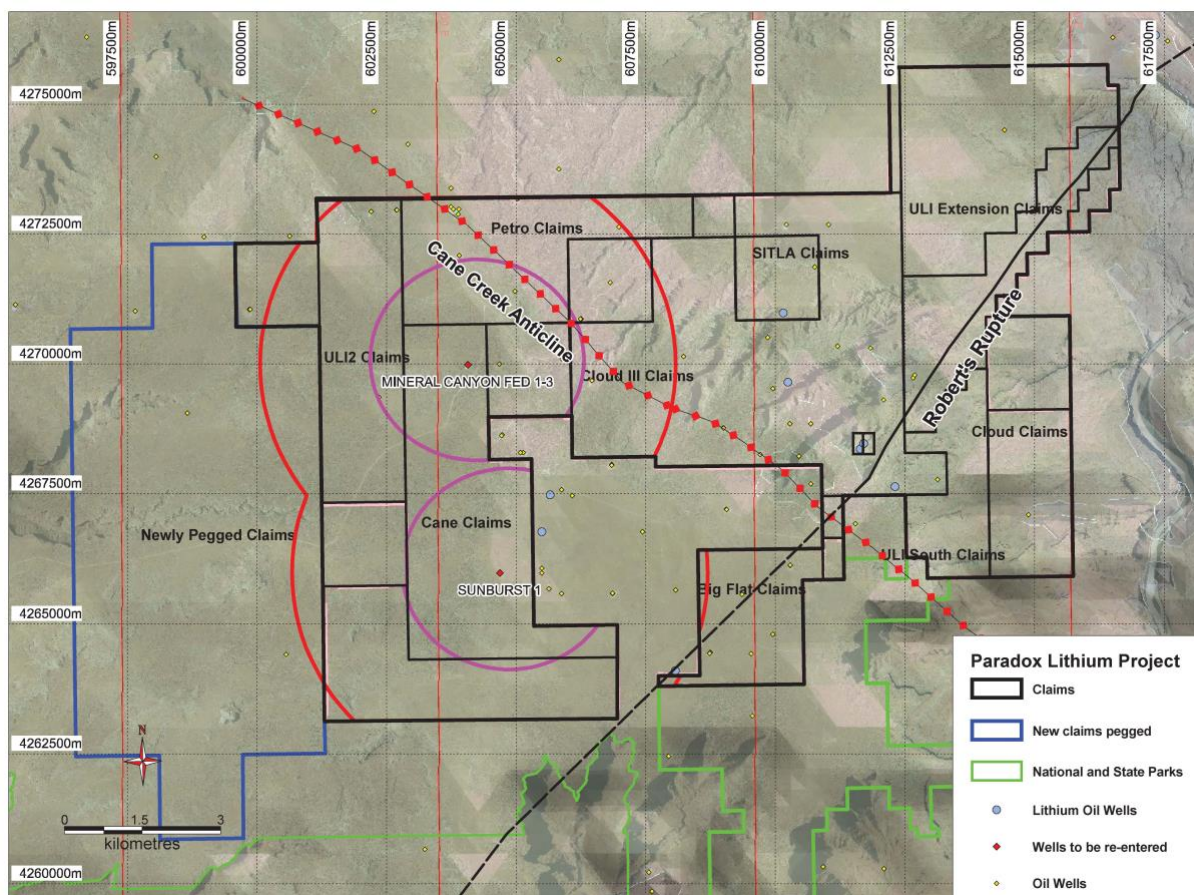 597500m
600000m
602500m
605000m
607500m
610000m
612500m
615000m
617500m
4275000m
4272500m
4270000m
4267500m
4265000m
4262500m
4260000m
ULI Extension Claims
Petro Claims
SITLA Claims
Cane Creek Anticline
Robert's Rupture
ULI2 Claims
MINERAL CANYON FED 1-3
Cloud III Claims
Cloud Claims
Newly Pegged Claims
Cane Claims
ULI South Claims
SUNBURST 1
Big Flat Claims
N
0 1.5 3
kilometres
Paradox Lithium Project
Claims
New claims pegged
National and State Parks
Lithium Oil Wells
Wells to be re-entered
Oil Wells